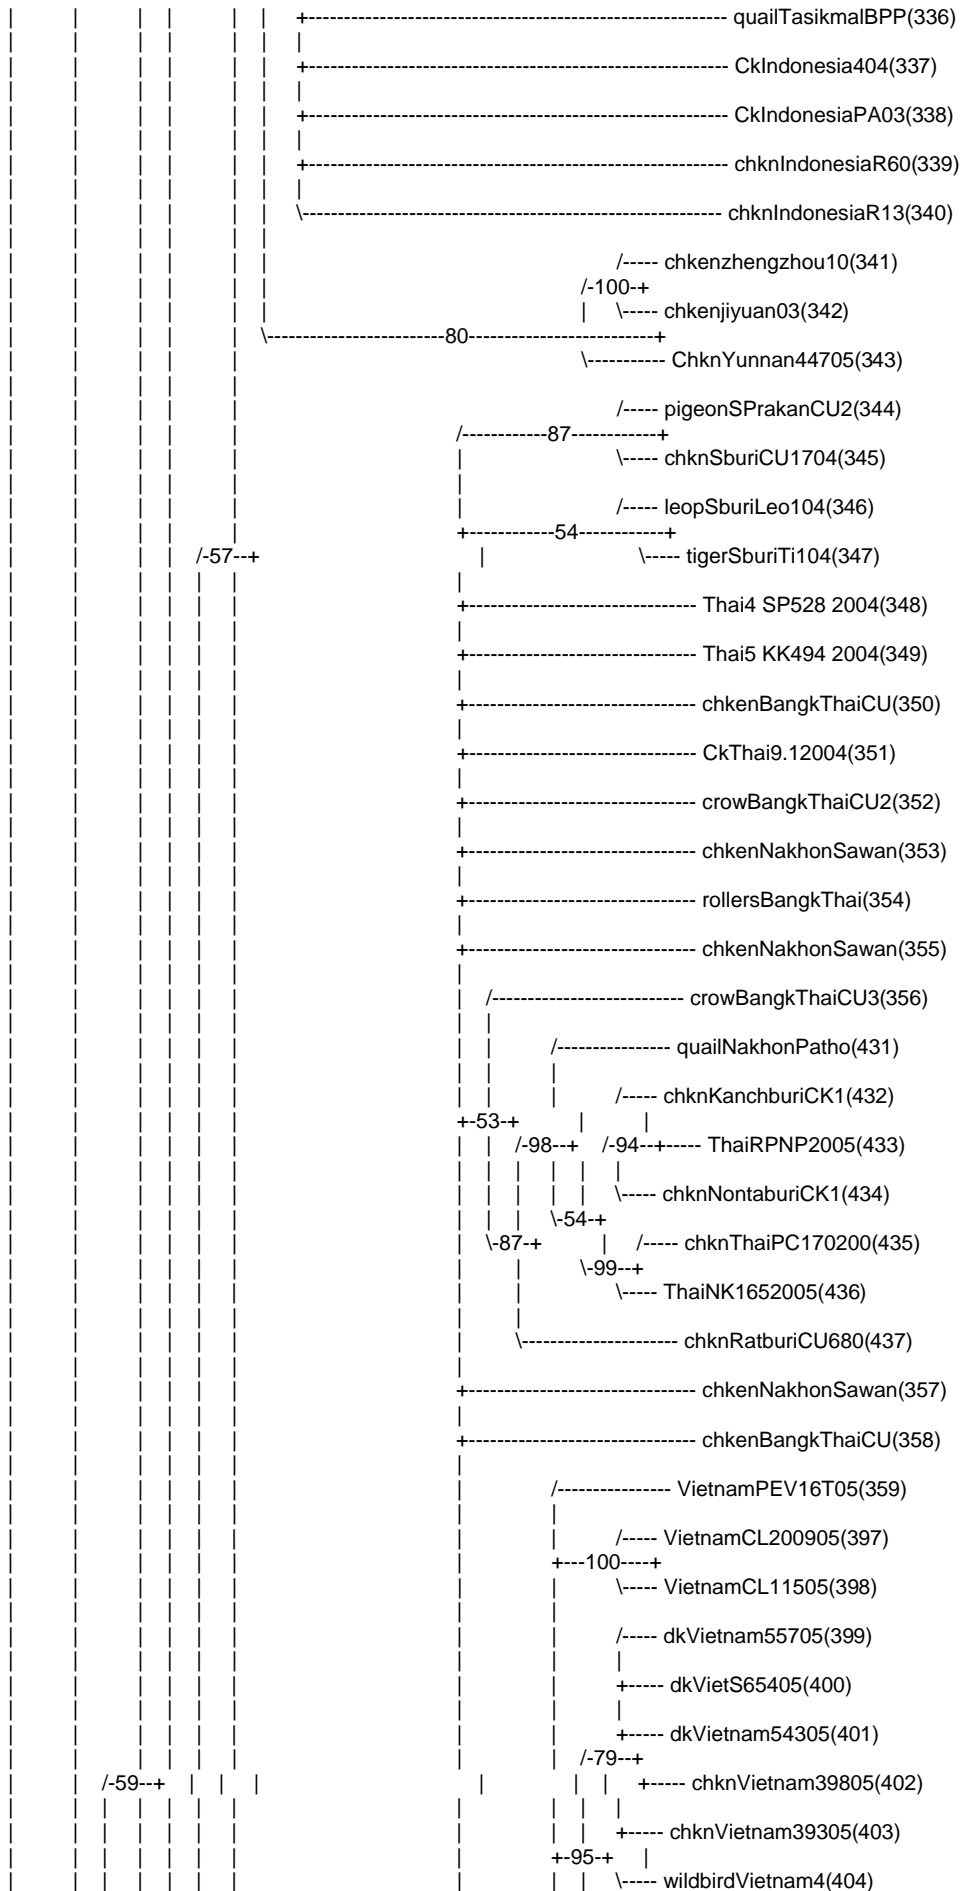 | | | | | | +----------------------------------------------------------- quailTasikmalBPP(336)
| | | | | | |
| | | | | | +----------------------------------------------------------- CkIndonesia404(337)
| | | | | | |
| | | | | | +----------------------------------------------------------- CkIndonesiaPA03(338)
| | | | | | |
| | | | | | +----------------------------------------------------------- chknIndonesiaR60(339)
| | | | | | |
| | | | | | \----------------------------------------------------------- chknIndonesiaR13(340)
| | | | | |
| | | | | | /----- chkenzhengzhou10(341)
| | | | | | /-100-+
| | | | | | | \----- chkenjiyuan03(342)
| | | | | \-------------------------80--------------------------+
| | | | | \----------- ChknYunnan44705(343)
| | | | |
| | | | | /----- pigeonSPrakanCU2(344)
| | | | | /------------87------------+
| | | | | | \----- chknSburiCU1704(345)
| | | | | |
| | | | | | /----- leopSburiLeo104(346)
| | | | | +------------54------------+
| | | | /-57--+ | \----- tigerSburiTi104(347)
| | | | | | |
| | | | | | +-------------------------------- Thai4 SP528 2004(348)
| | | | | | |
| | | | | | +-------------------------------- Thai5 KK494 2004(349)
| | | | | | |
| | | | | | +-------------------------------- chkenBangkThaiCU(350)
| | | | | | |
| | | | | | +-------------------------------- CkThai9.12004(351)
| | | | | | |
| | | | | | +-------------------------------- crowBangkThaiCU2(352)
| | | | | | |
| | | | | | +-------------------------------- chkenNakhonSawan(353)
| | | | | | |
| | | | | | +-------------------------------- rollersBangkThai(354)
| | | | | | |
| | | | | | +-------------------------------- chkenNakhonSawan(355)
| | | | | | |
| | | | | | | /--------------------------- crowBangkThaiCU3(356)
| | | | | | | |
| | | | | | | | /---------------- quailNakhonPatho(431)
| | | | | | | | |
| | | | | | | | | /----- chknKanchburiCK1(432)
| | | | | | +-53-+ | |
| | | | | | | | /-98--+ /-94--+----- ThaiRPNP2005(433)
| | | | | | | | | | | |
| | | | | | | | | | | \----- chknNontaburiCK1(434)
| | | | | | | | | \-54-+
| | | | | | | \-87-+ | /----- chknThaiPC170200(435)
| | | | | | | | \-99--+
| | | | | | | | \----- ThaiNK1652005(436)
| | | | | | | |
| | | | | | | \---------------------- chknRatburiCU680(437)
| | | | | | |
| | | | | | +-------------------------------- chkenNakhonSawan(357)
| | | | | | |
| | | | | | +-------------------------------- chkenBangkThaiCU(358)
| | | | | | |
| | | | | | | /---------------- VietnamPEV16T05(359)
| | | | | | | |
| | | | | | | | /----- VietnamCL200905(397)
| | | | | | | +---100----+
| | | | | | | | \----- VietnamCL11505(398)
| | | | | | | |
| | | | | | | | /----- dkVietnam55705(399)
| | | | | | | | |
| | | | | | | | +----- dkVietS65405(400)
| | | | | | | | |
| | | | | | | | +----- dkVietnam54305(401)
| | | | | | | | /-79--+
| | /-59--+ | | | | | | +----- chknVietnam39805(402)
| | | | | | | | | | |
| | | | | | | | | | +----- chknVietnam39305(403)
| | | | | | | | +-95-+ |
| | | | | | | | | | \----- wildbirdVietnam4(404)